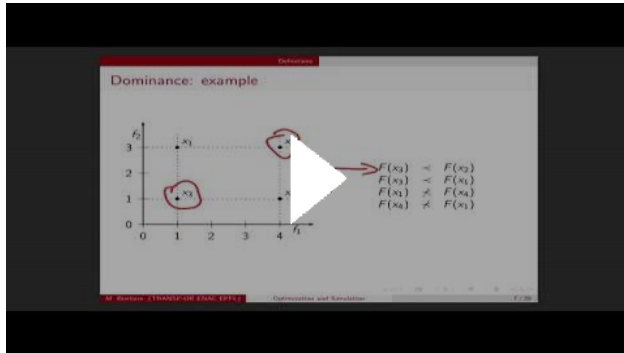 Definitions
Dominance: example
f₂
3
x₁
x
F(x₃) ≺ F(x₂)
2
F(x₃) ≺ F(x₁)
F(x₁) ⊀ F(x₄)
1
x₃
x
F(x₄) ⊀ F(x₁)
0
0 1 2 3 4 f₁
M. Bierlaire (TRANSP-OR ENAC EPFL)
Optimization and Simulation
7 /